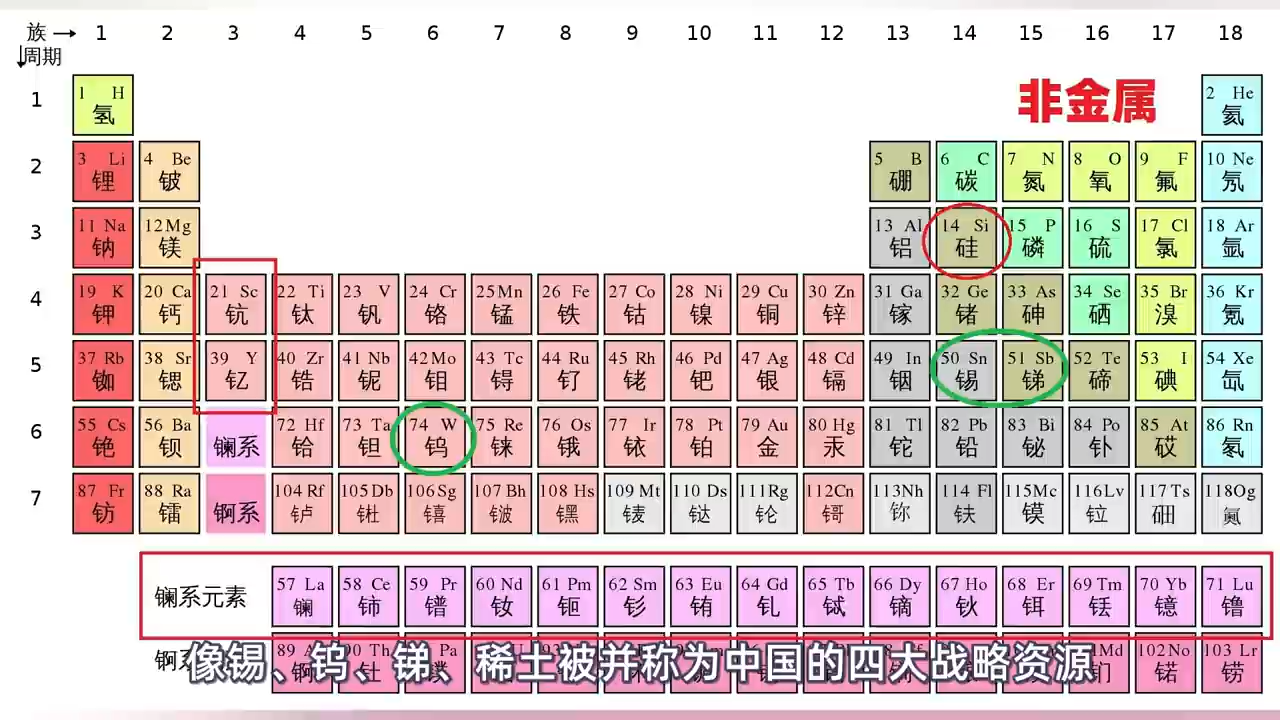 族 → 1 2 3 4 5 6 7 8 9 10 11 12 13 14 15 16 17 18
↓周期
非金属
1 1 H 氢 2 He 氦
2 3 Li 锂 4 Be 铍 5 B 硼 6 C 碳 7 N 氮 8 O 氧 9 F 氟 10 Ne 氖
3 11 Na 钠 12 Mg 镁 13 Al 铝 14 Si 硅 15 P 磷 16 S 硫 17 Cl 氯 18 Ar 氩
4 19 K 钾 20 Ca 钙 21 Sc 钪 22 Ti 钛 23 V 钒 24 Cr 铬 25 Mn 锰 26 Fe 铁 27 Co 钴 28 Ni 镍 29 Cu 铜 30 Zn 锌 31 Ga 镓 32 Ge 锗 33 As 砷 34 Se 硒 35 Br 溴 36 Kr 氪
5 37 Rb 铷 38 Sr 锶 39 Y 钇 40 Zr 锆 41 Nb 铌 42 Mo 钼 43 Tc 锝 44 Ru 钌 45 Rh 铑 46 Pd 钯 47 Ag 银 48 Cd 镉 49 In 铟 50 Sn 锡 51 Sb 锑 52 Te 碲 53 I 碘 54 Xe 氙
6 55 Cs 铯 56 Ba 钡 镧系 72 Hf 铪 73 Ta 钽 74 W 钨 75 Re 铼 76 Os 锇 77 Ir 铱 78 Pt 铂 79 Au 金 80 Hg 汞 81 Tl 铊 82 Pb 铅 83 Bi 铋 84 Po 钋 85 At 砹 86 Rn 氡
7 87 Fr 钫 88 Ra 镭 锕系 104 Rf 𬬻 105 Db 𬭊 106 Sg 𬭳 107 Bh 𬭛 108 Hs 𬭶 109 Mt 鿏 110 Ds 𫟼 111 Rg 𬬭 112 Cn 鿔 113 Nh 鿭 114 Fl 𫓧 115 Mc 镆 116 Lv 𫟷 117 Ts 鿬 118 Og 鿫
镧系元素 57 La 镧 58 Ce 铈 59 Pr 镨 60 Nd 钕 61 Pm 钷 62 Sm 钐 63 Eu 铕 64 Gd 钆 65 Tb 铽 66 Dy 镝 67 Ho 钬 68 Er 铒 69 Tm 铥 70 Yb 镱 71 Lu 镥
锕 89 锕 90 Th 钍 Pa 镤 Md 钔 102 No 锘 103 Lr 铹
像锡、钨、锑、稀土被并称为中国的四大战略资源